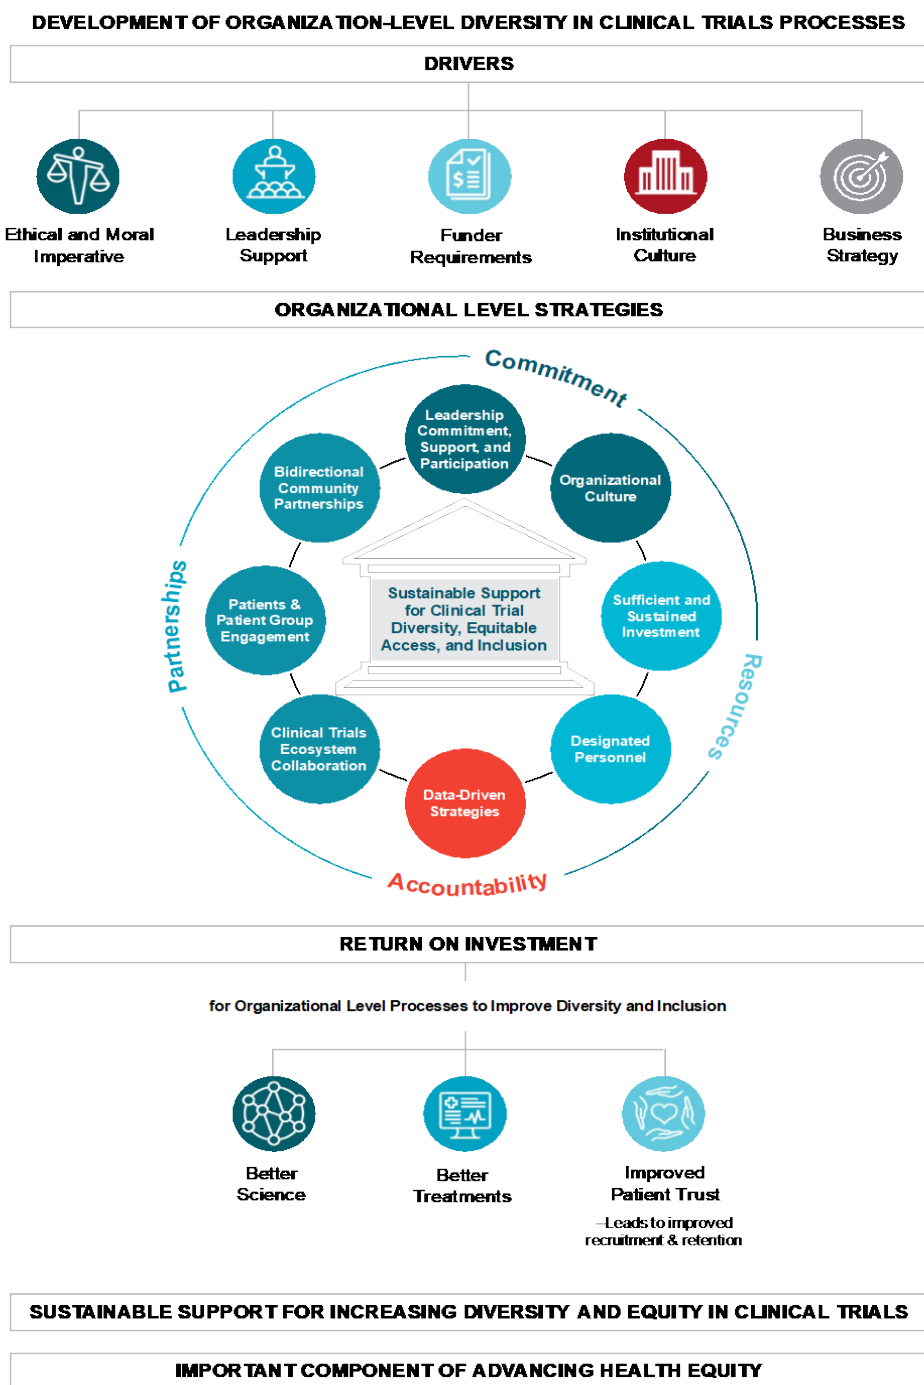 DEVELOPMENT OF ORGANIZATION-LEVEL DIVERSITY IN CLINICAL TRIALS PROCESSES
DRIVERS
Ethical and Moral
Imperative
Leadership
Support
Funder
Requirements
Institutional
Culture
Business
Strategy
ORGANIZATIONAL LEVEL STRATEGIES
Commitment
Leadership
Commitment,
Support, and
Participation
Organizational
Culture
Sufficient and
Sustained
Investment
Resources
Designated
Personnel
Data-Driven
Strategies
Accountability
Clinical Trials
Ecosystem
Collaboration
Patients &
Patient Group
Engagement
Partnerships
Bidirectional
Community
Partnerships
Sustainable Support
for Clinical Trial
Diversity, Equitable
Access, and Inclusion
RETURN ON INVESTMENT
for Organizational Level Processes to Improve Diversity and Inclusion
Better
Science
Better
Treatments
Improved
Patient Trust
–Leads to improved
recruitment & retention
SUSTAINABLE SUPPORT FOR INCREASING DIVERSITY AND EQUITY IN CLINICAL TRIALS
IMPORTANT COMPONENT OF ADVANCING HEALTH EQUITY